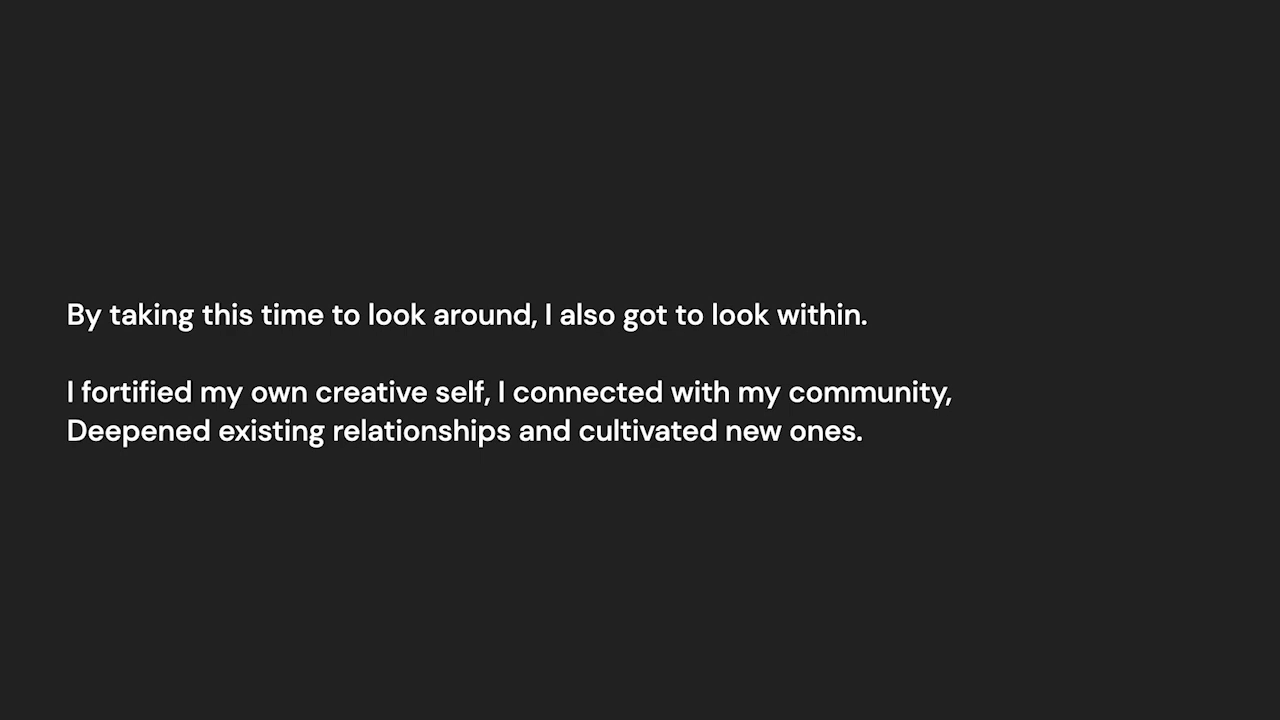 By taking this time to look around, I also got to look within.
I fortified my own creative self, I connected with my community,
Deepened existing relationships and cultivated new ones.